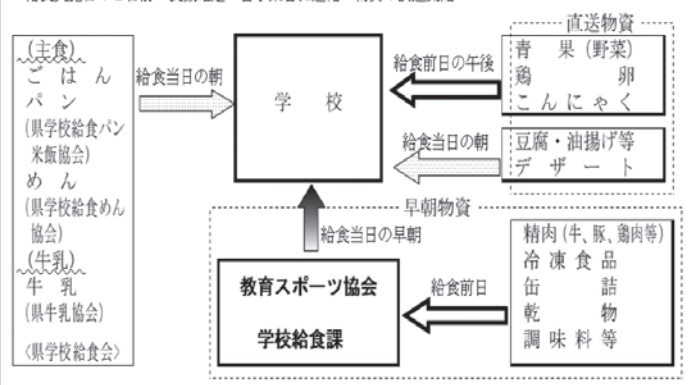 直送物資
(主食)
ごはん
パン
(県学校給食パン
米飯協会)
めん
(県学校給食めん
協会)
(牛乳)
牛乳
(県牛乳協会)
〈県学校給食会〉
給食当日の朝
学校
給食前日の午後
青果(野菜)
鶏卵
こんにゃく
給食当日の朝
豆腐・油揚げ等
デザート
早朝物資
給食当日の早朝
教育スポーツ協会
学校給食課
給食前日
精肉(牛、豚、鶏肉等)
冷凍食品
缶詰
乾物
調味料等